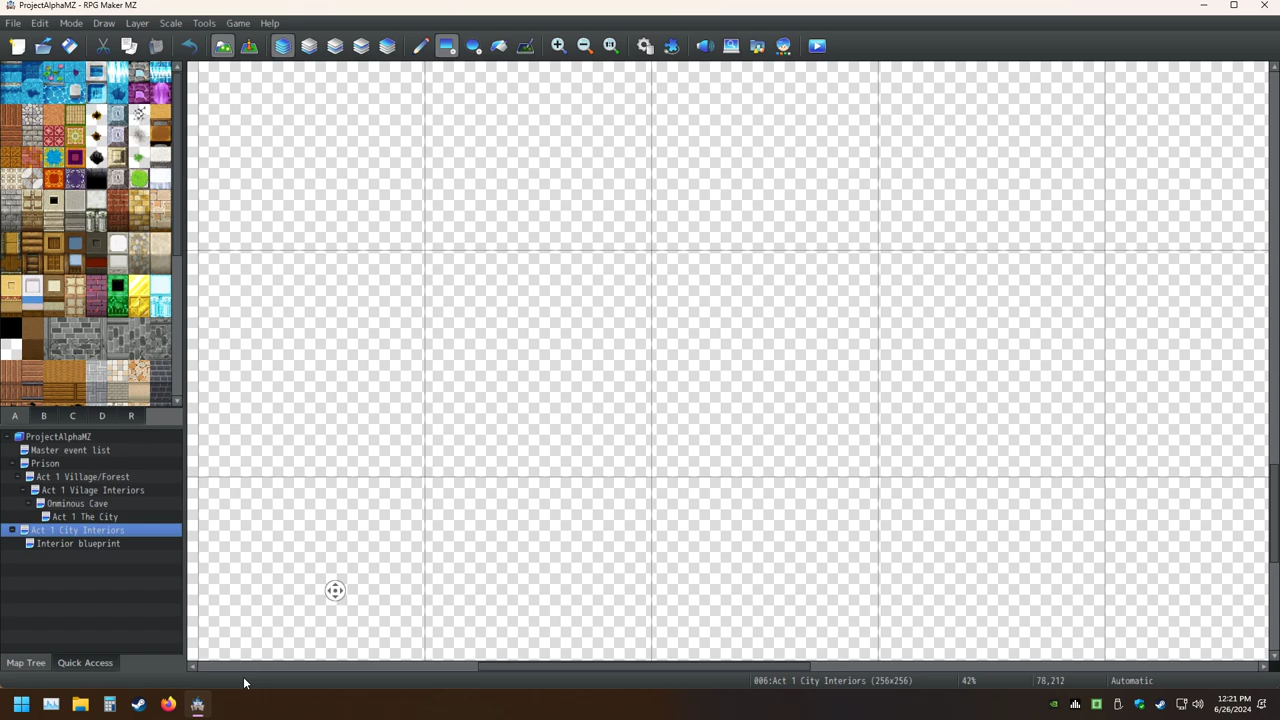 ProjectAlphaMZ - RPG Maker MZ
File Edit Mode Draw Layer Scale Tools Game Help
A B C D R
ProjectAlphaMZ
Master event list
Prison
Act 1 Village/Forest
Act 1 Vilage Interiors
Onminous Cave
Act 1 The City
Act 1 City Interiors
Interior blueprint
Map Tree Quick Access
006:Act 1 City Interiors (256x256) 42% 78,212 Automatic
12:21 PM
6/26/2024